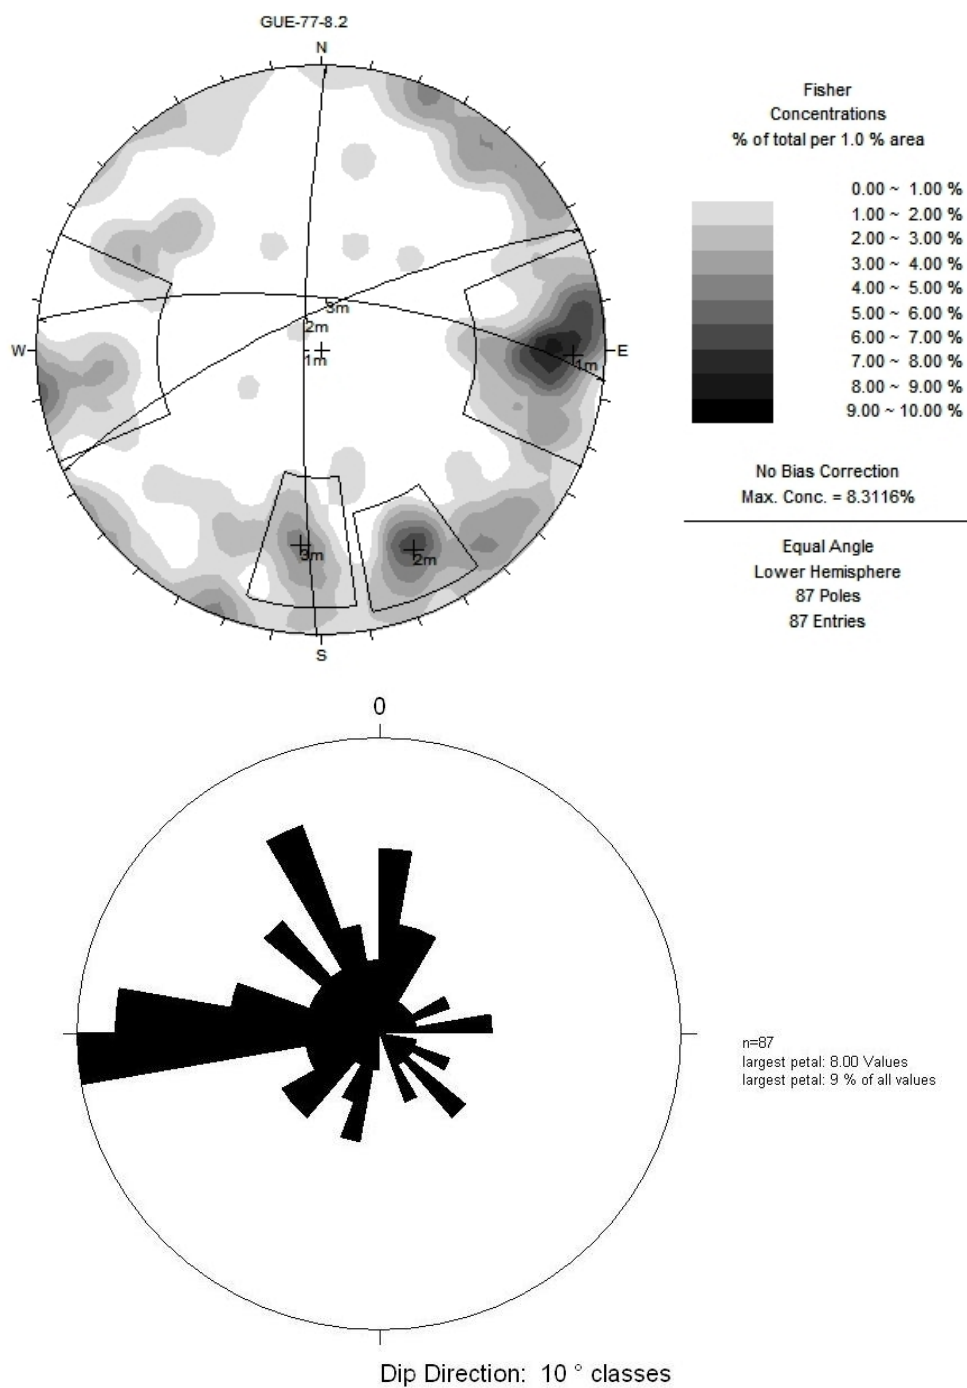 GUE-77-8.2
N
Fisher
Concentrations
% of total per 1.0 % area
0.00 ~ 1.00 %
1.00 ~ 2.00 %
2.00 ~ 3.00 %
3.00 ~ 4.00 %
4.00 ~ 5.00 %
5.00 ~ 6.00 %
6.00 ~ 7.00 %
7.00 ~ 8.00 %
8.00 ~ 9.00 %
9.00 ~ 10.00 %
3m
2m
W
1m
E
1m
No Bias Correction
Max. Conc. = 8.3116%
3m
2m
Equal Angle
Lower Hemisphere
87 Poles
87 Entries
S
0
n=87
largest petal: 8.00 Values
largest petal: 9 % of all values
Dip Direction: 10 ° classes